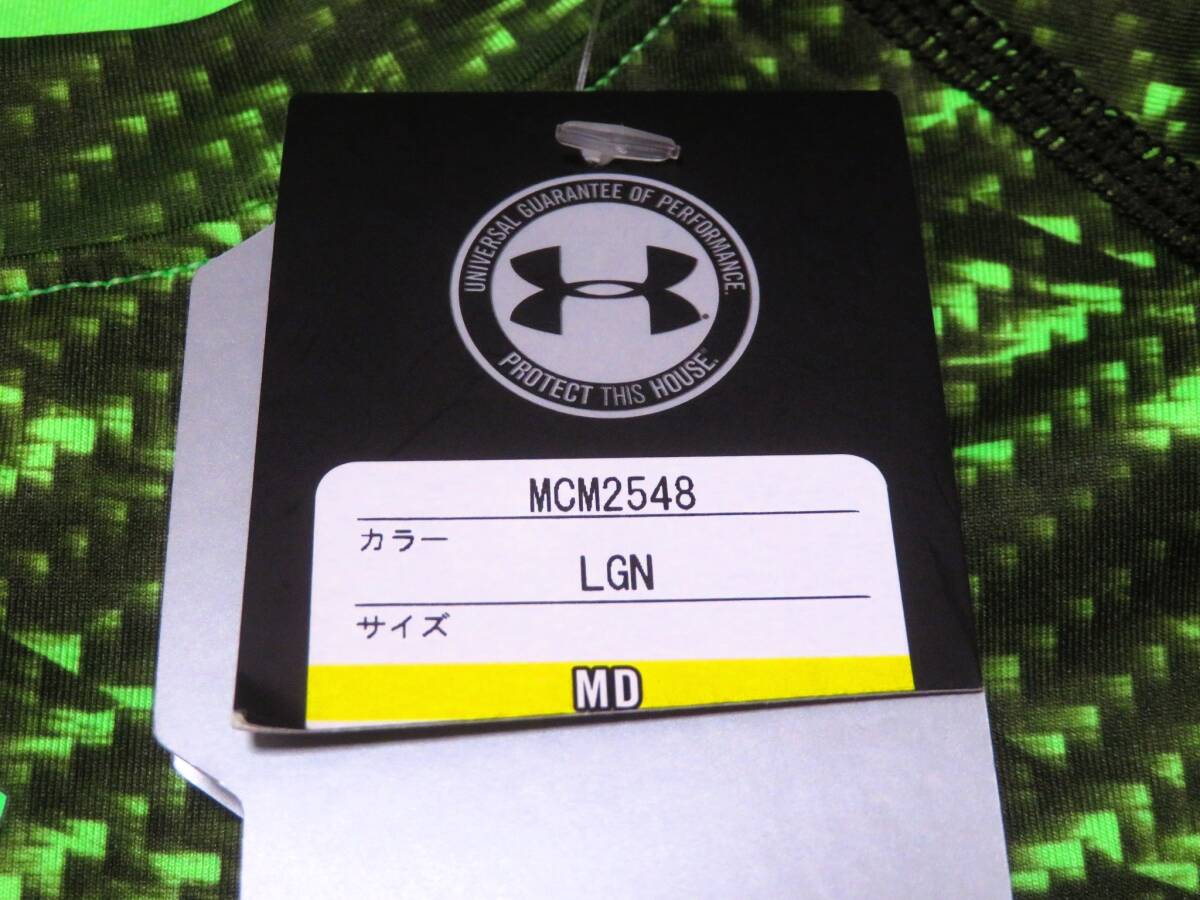 UNIVERSAL GUARANTEE OF PERFORMANCE.
PROTECT THIS HOUSE.
MCM2548
カラー
LGN
サイズ
MD